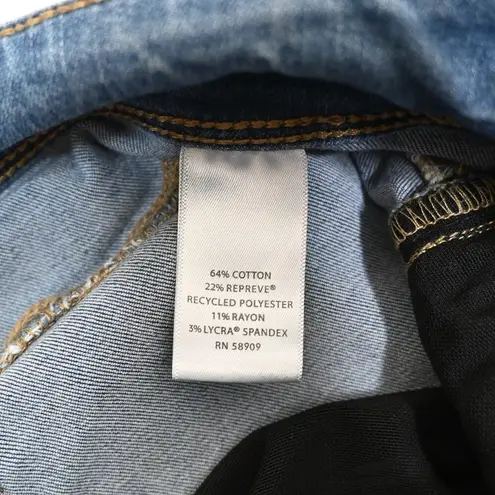 64% COTTON
22% REPREVE®
RECYCLED POLYESTER
11% RAYON
3% LYCRA® SPANDEX
RN 58909